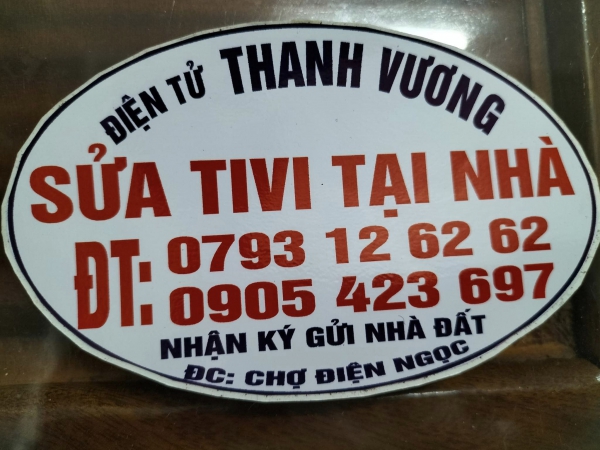 ĐIỆN TỬ THANH VƯƠNG
SỬA TIVI TẠI NHÀ
ĐT: 0793 12 62 62
0905 423 697
NHẬN KÝ GỬI NHÀ ĐẤT
ĐC: CHỢ ĐIỆN NGỌC